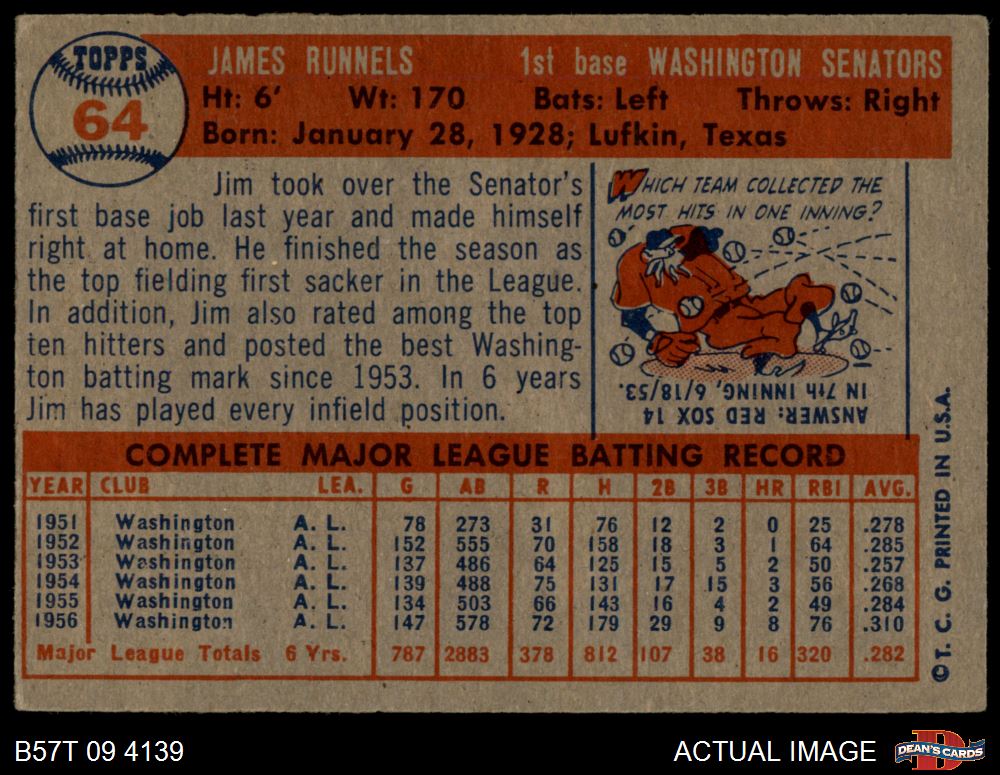 TOPPS
64
JAMES RUNNELS 1st base WASHINGTON SENATORS
Ht: 6' Wt: 170 Bats: Left Throws: Right
Born: January 28, 1928; Lufkin, Texas
Jim took over the Senator's
first base job last year and made himself
right at home. He finished the season as
the top fielding first sacker in the League.
In addition, Jim also rated among the top
ten hitters and posted the best Washing-
ton batting mark since 1953. In 6 years
Jim has played every infield position.
WHICH TEAM COLLECTED THE
MOST HITS IN ONE INNING?
ANSWER: RED SOX 14
IN 7th INNING, 6/18/53.
COMPLETE MAJOR LEAGUE BATTING RECORD
YEAR CLUB LEA. G AB R H 2B 3B HR RBI AVG.
1951 Washington A. L. 78 273 31 76 12 2 0 25 .278
1952 Washington A. L. 152 555 70 158 18 3 1 64 .285
1953 Washington A. L. 137 486 64 125 15 5 2 50 .257
1954 Washington A. L. 139 488 75 131 17 15 3 56 .268
1955 Washington A. L. 134 503 66 143 16 4 2 49 .284
1956 Washington A. L. 147 578 72 179 29 9 8 76 .310
Major League Totals 6 Yrs. 787 2883 378 812 107 38 16 320 .282
© T. C. G. PRINTED IN U.S.A.
B57T 09 4139 ACTUAL IMAGE
D
DEAN'S CARDS